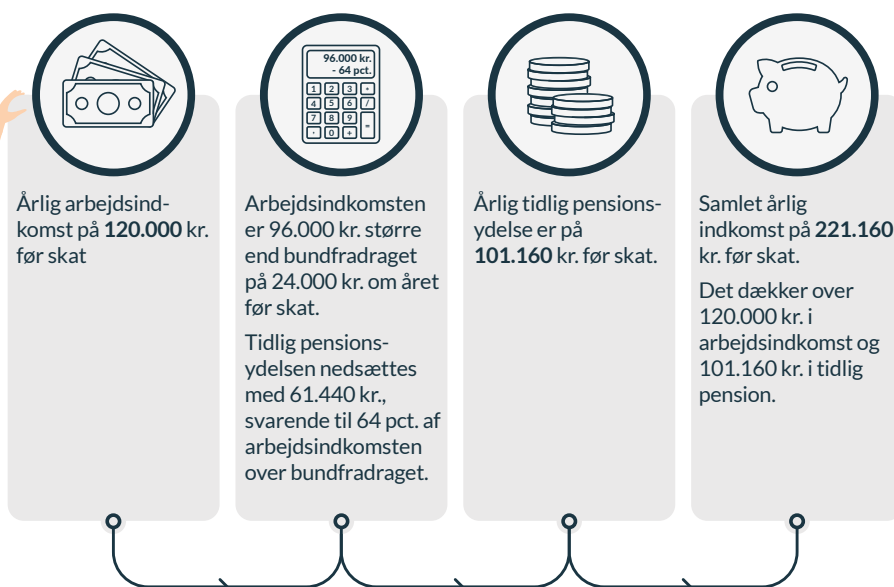 Årlig arbejdsind-
komst på 120.000 kr.
før skat
96.000 kr.
- 64 pct.
1 2 3 *
4 5 6 /
7 8 9 =
· 0 +
Arbejdsindkomsten
er 96.000 kr. større
end bundfradraget
på 24.000 kr. om året
før skat.
Tidlig pensions-
ydelsen nedsættes
med 61.440 kr.,
svarende til 64 pct. af
arbejdsindkomsten
over bundfradraget.
Årlig tidlig pensions-
ydelse er på
101.160 kr. før skat.
Samlet årlig
indkomst på 221.160
kr. før skat.
Det dækker over
120.000 kr. i
arbejdsindkomst og
101.160 kr. i tidlig
pension.